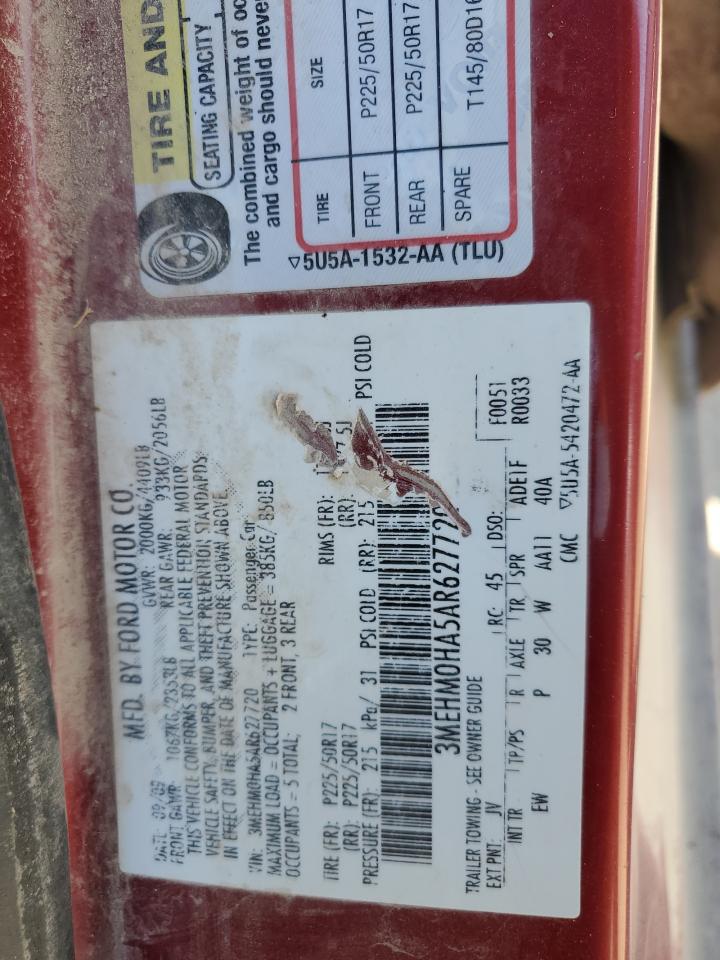 TIRE AND
SEATING CAPACITY
The combined weight of oc
and cargo should neve
TIRE SIZE
FRONT P225/50R17
REAR P225/50R17
SPARE T145/80D16
▽5U5A-1532-AA (TLU)
MFD. BY FORD MOTOR CO.
DATE: 09/09 GVWR: 2000KG/4409LB
FRONT GAWR: 1067KG/2353LB REAR GAWR: 933KG/2056LB
THIS VEHICLE CONFORMS TO ALL APPLICABLE FEDERAL MOTOR
VEHICLE SAFETY, BUMPER, AND THEFT PREVENTION STANDARDS
IN EFFECT ON THE DATE OF MANUFACTURE SHOWN ABOVE.
VIN: 3MEHM0HA5AR627720 TYPE: Passenger Car
MAXIMUM LOAD = OCCUPANTS + LUGGAGE = 385KG/ 850LB
OCCUPANTS = 5 TOTAL; 2 FRONT, 3 REAR
TIRE (FR): P225/50R17 RIMS (FR):
(RR): P225/50R17 (RR):
PRESSURE (FR): 215 kPa/ 31 PSI COLD (RR): 215 PSI COLD
3MEHM0HA5AR627720
TRAILER TOWING - SEE OWNER GUIDE F0051
EXT PNT: JV RC: 45 DSO: R0033
INT TR TP/PS R AXLE TR SPR ADE1F
EW P 30 W AA11 40A
CMC ▽5U5A-5420472-AA